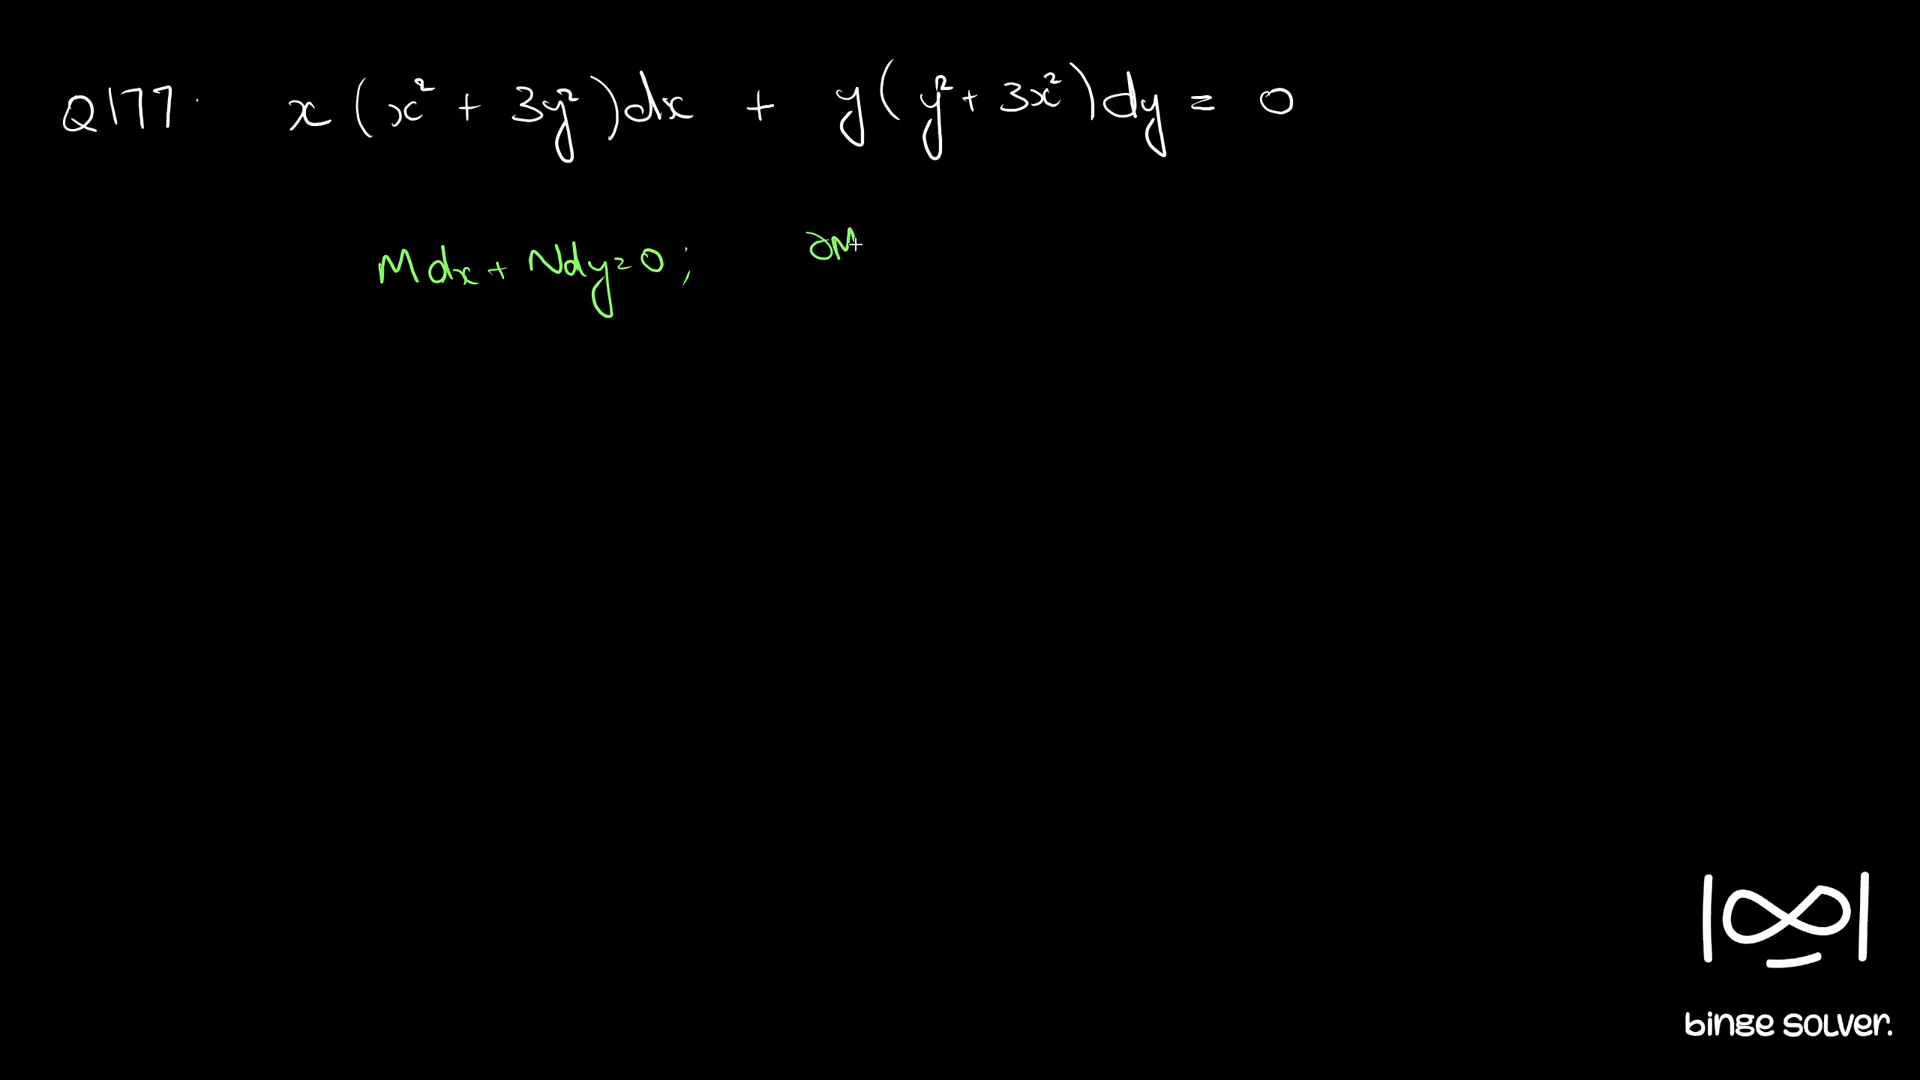 Q177. x(x² + 3y²)dx + y(y² + 3x²)dy = 0
Mdx + Ndy = 0; ∂M
binge solver.